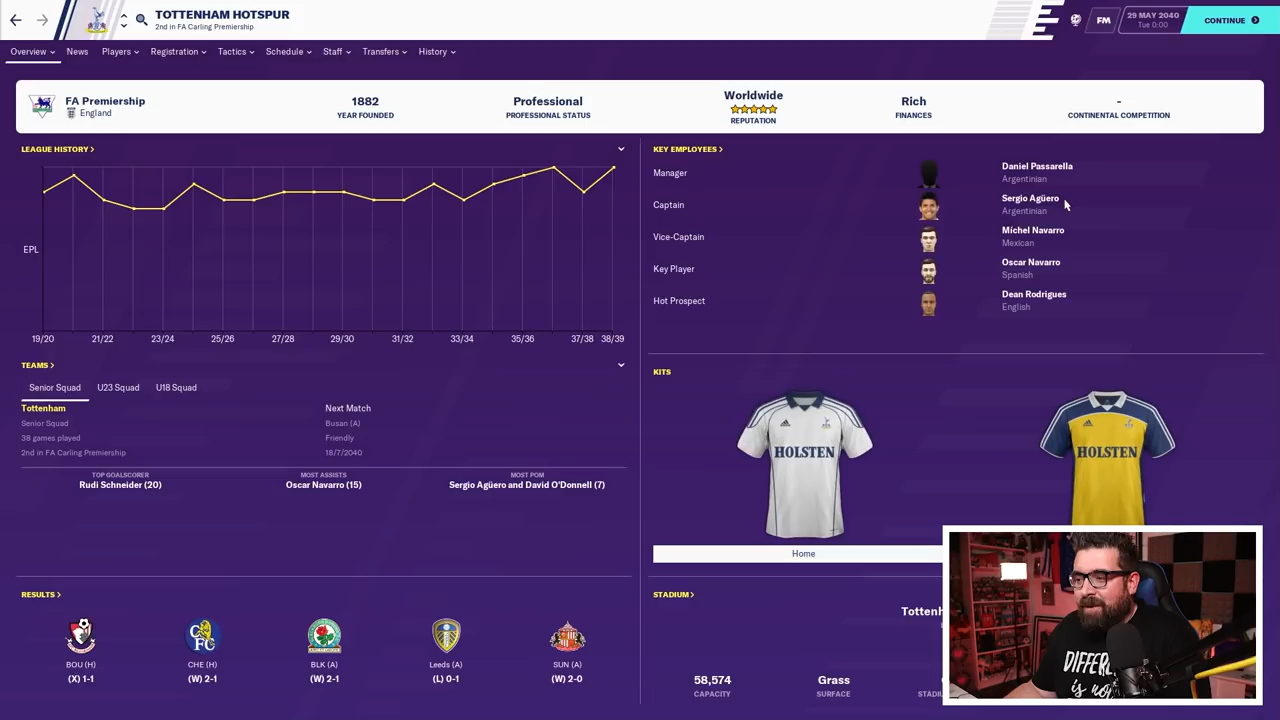 TOTTENHAM HOTSPUR
2nd in FA Carling Premiership
FM
29 MAY 2040
Tue 0:00
CONTINUE
Overview
News
Players
Registration
Tactics
Schedule
Staff
Transfers
History
FA Premiership
England
1882
YEAR FOUNDED
Professional
PROFESSIONAL STATUS
Worldwide
REPUTATION
Rich
FINANCES
-
CONTINENTAL COMPETITION
LEAGUE HISTORY >
EPL
19/20 21/22 23/24 25/26 27/28 29/30 31/32 33/34 35/36 37/38 38/39
KEY EMPLOYEES >
Manager
Daniel Passarella
Argentinian
Captain
Sergio Agüero
Argentinian
Vice-Captain
Míchel Navarro
Mexican
Key Player
Oscar Navarro
Spanish
Hot Prospect
Dean Rodrigues
English
TEAMS >
Senior Squad U23 Squad U18 Squad
Tottenham
Senior Squad
38 games played
2nd in FA Carling Premiership
Next Match
Busan (A)
Friendly
18/7/2040
TOP GOALSCORER
Rudi Schneider (20)
MOST ASSISTS
Oscar Navarro (15)
MOST POM
Sergio Agüero and David O'Donnell (7)
KITS
HOLSTEN
HOLSTEN
Home
RESULTS >
BOU (H)
(X) 1-1
CHE (H)
(W) 2-1
BLK (A)
(W) 2-1
Leeds (A)
(L) 0-1
SUN (A)
(W) 2-0
STADIUM >
Tottenh
58,574
CAPACITY
Grass
SURFACE
STADI
DIFFERE
is no